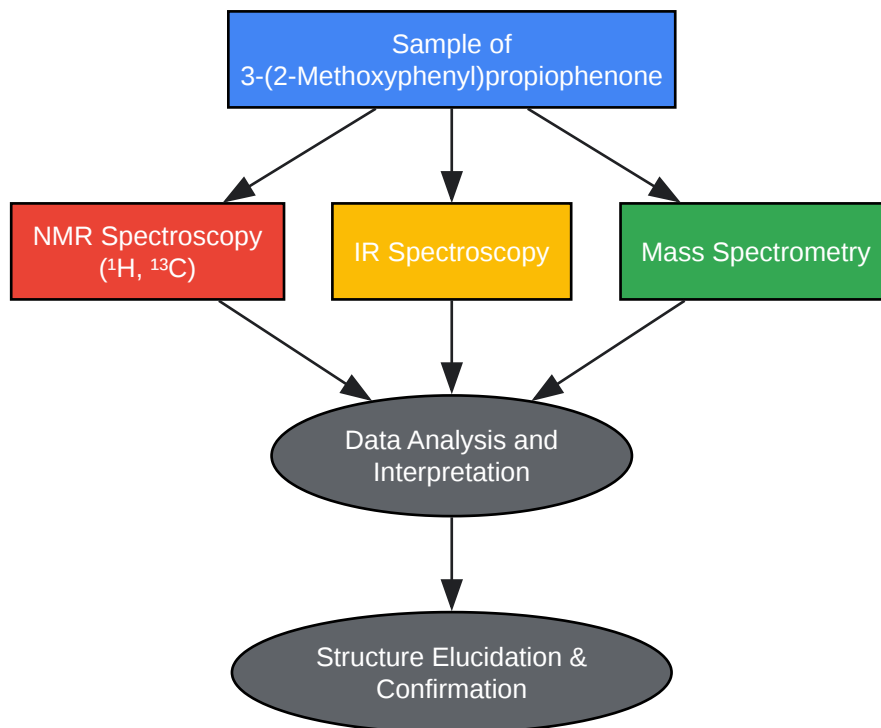 Sample of
3-(2-Methoxyphenyl)propiophenone
NMR Spectroscopy
(¹H, ¹³C)
IR Spectroscopy
Mass Spectrometry
Data Analysis and
Interpretation
Structure Elucidation &
Confirmation